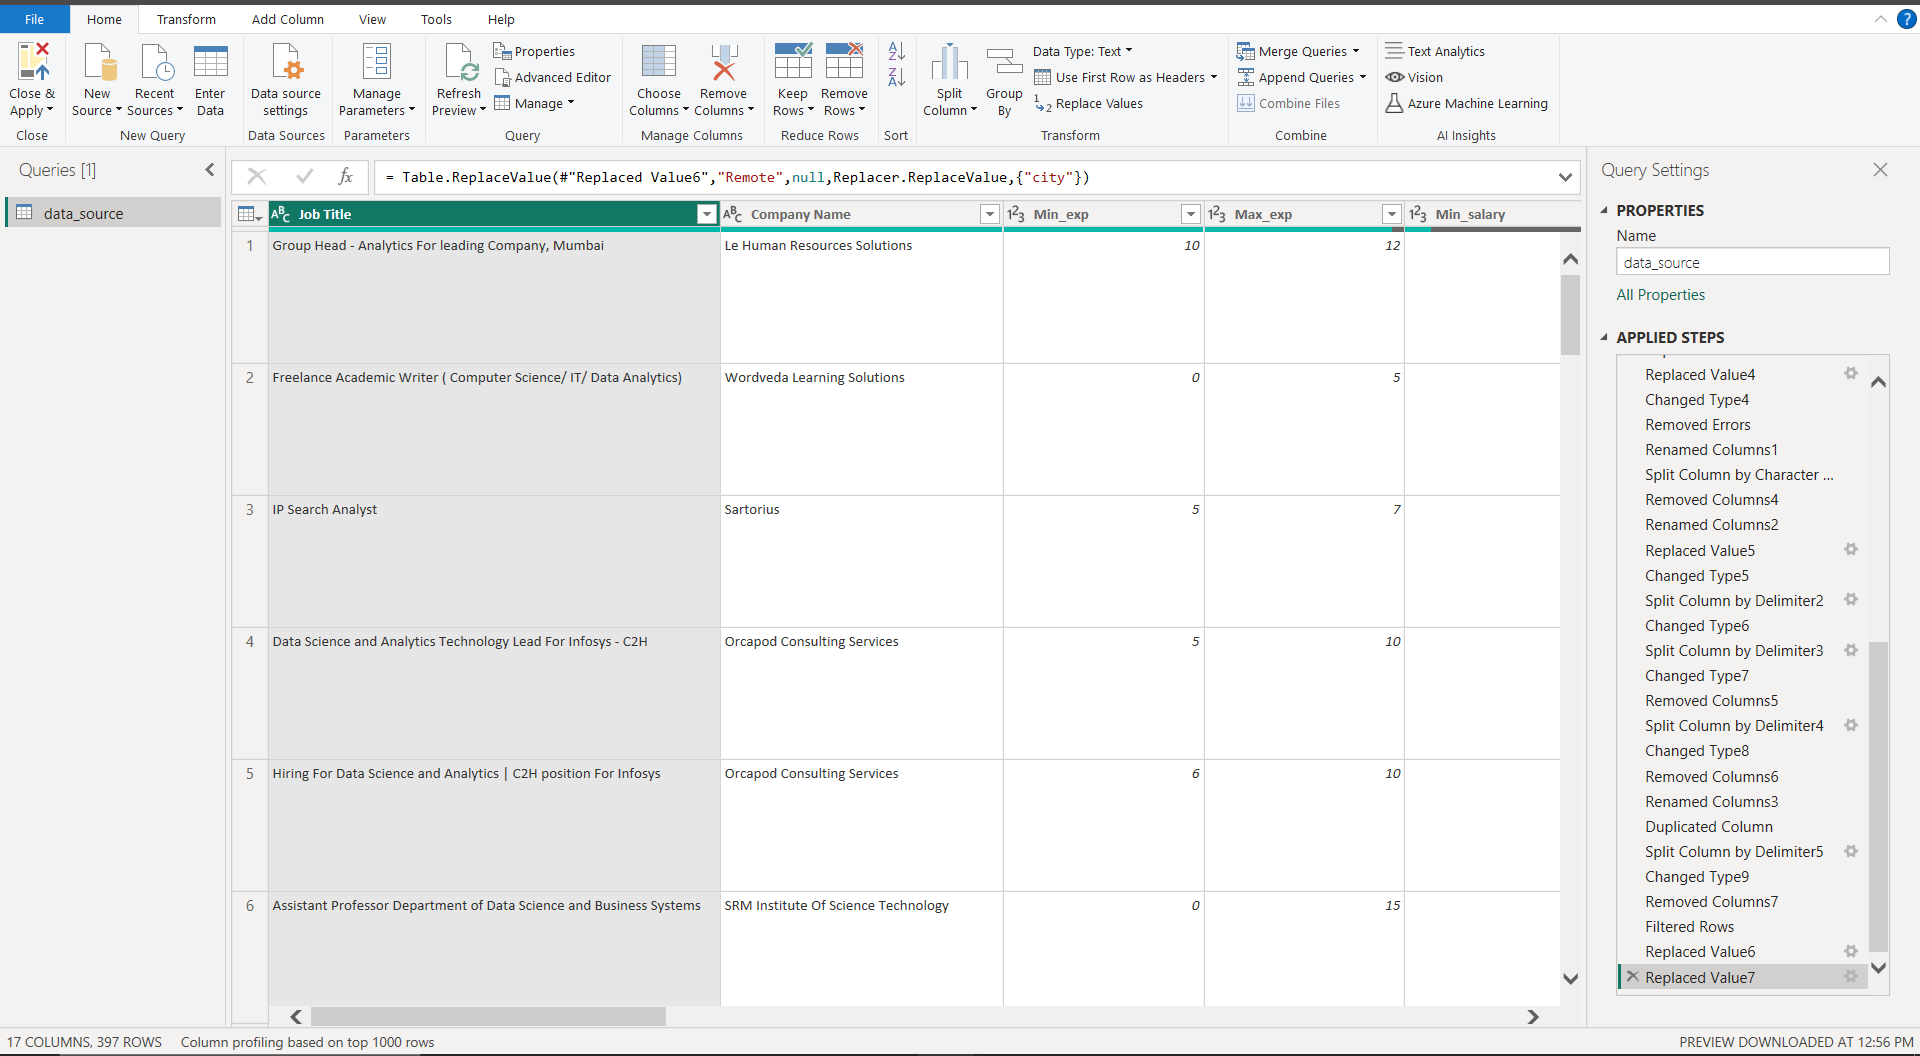 File Home Transform Add Column View Tools Help
Close & Apply
New Source
Recent Sources
Enter Data
Data source settings
Manage Parameters
Refresh Preview
Properties
Advanced Editor
Manage
Choose Columns
Remove Columns
Keep Rows
Remove Rows
Split Column
Group By
Data Type: Text
Use First Row as Headers
Replace Values
Merge Queries
Append Queries
Combine Files
Text Analytics
Vision
Azure Machine Learning
Close New Query Data Sources Parameters Query Manage Columns Reduce Rows Sort Transform Combine AI Insights
Queries [1]
data_source
fx = Table.ReplaceValue(#"Replaced Value6","Remote",null,Replacer.ReplaceValue,{"city"})
ABC Job Title ABC Company Name 123 Min_exp 123 Max_exp 123 Min_salary
1 Group Head - Analytics For leading Company, Mumbai Le Human Resources Solutions 10 12
2 Freelance Academic Writer ( Computer Science/ IT/ Data Analytics) Wordveda Learning Solutions 0 5
3 IP Search Analyst Sartorius 5 7
4 Data Science and Analytics Technology Lead For Infosys - C2H Orcapod Consulting Services 5 10
5 Hiring For Data Science and Analytics | C2H position For Infosys Orcapod Consulting Services 6 10
6 Assistant Professor Department of Data Science and Business Systems SRM Institute Of Science Technology 0 15
Query Settings
PROPERTIES
Name
data_source
All Properties
APPLIED STEPS
Replaced Value4
Changed Type4
Removed Errors
Renamed Columns1
Split Column by Character ...
Removed Columns4
Renamed Columns2
Replaced Value5
Changed Type5
Split Column by Delimiter2
Changed Type6
Split Column by Delimiter3
Changed Type7
Removed Columns5
Split Column by Delimiter4
Changed Type8
Removed Columns6
Renamed Columns3
Duplicated Column
Split Column by Delimiter5
Changed Type9
Removed Columns7
Filtered Rows
Replaced Value6
Replaced Value7
17 COLUMNS, 397 ROWS Column profiling based on top 1000 rows PREVIEW DOWNLOADED AT 12:56 PM